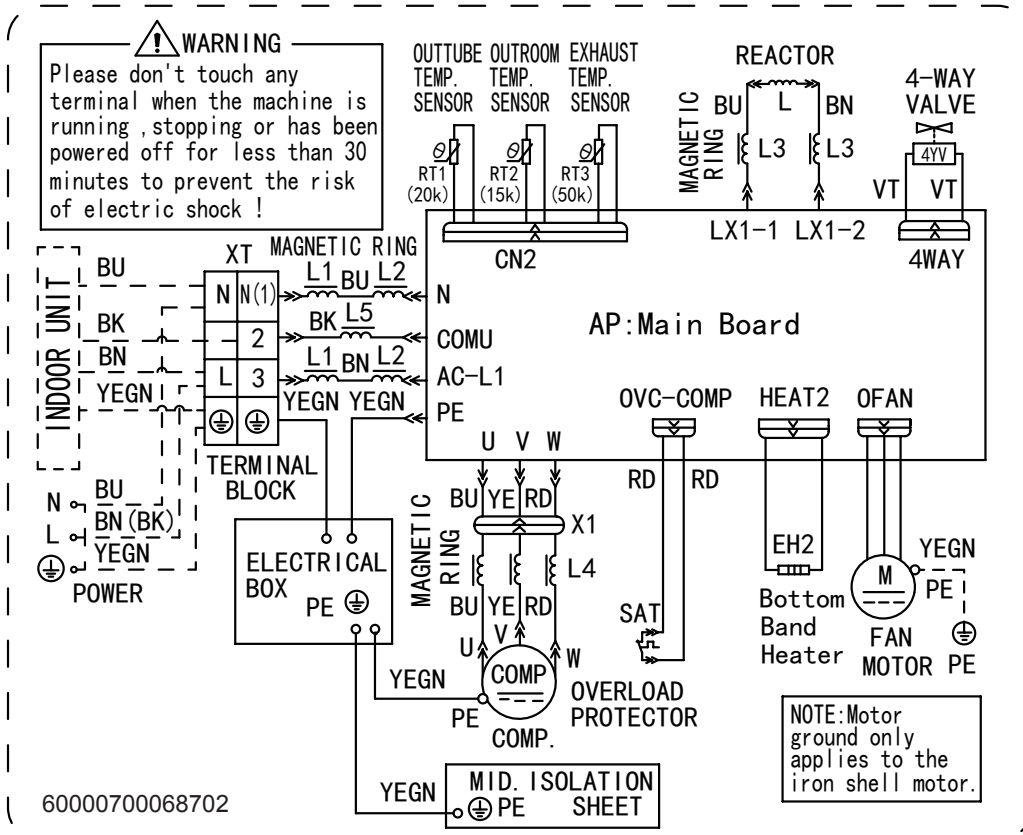 WARNING
Please don't touch any
terminal when the machine is
running ,stopping or has been
powered off for less than 30
minutes to prevent the risk
of electric shock !
OUTTUBE OUTROOM EXHAUST
TEMP. TEMP. TEMP.
SENSOR SENSOR SENSOR
θ θ θ
RT1 RT2 RT3
(20k) (15k) (50k)
CN2
REACTOR
BU L BN
MAGNETIC
RING
L3 L3
LX1-1 LX1-2
4-WAY
VALVE
4YV
VT VT
4WAY
INDOOR UNIT
BU
BK
BN
YEGN
XT
N N(1)
2
L 3
TERMINAL
BLOCK
MAGNETIC RING
L1 BU L2
N
BK L5
COMU
L1 BN L2
AC-L1
YEGN YEGN
PE
AP:Main Board
N BU
L BN(BK)
YEGN
POWER
ELECTRICAL
BOX
PE
U V W
BU YE RD
X1
MAGNETIC
RING
L4
BU YE RD
U V W
COMP
YEGN
PE
COMP.
OVC-COMP
RD RD
SAT
OVERLOAD
PROTECTOR
HEAT2
EH2
Bottom
Band
Heater
OFAN
M
YEGN
PE
FAN
MOTOR
PE
NOTE:Motor
ground only
applies to the
iron shell motor.
YEGN
MID. ISOLATION
PE SHEET
60000700068702